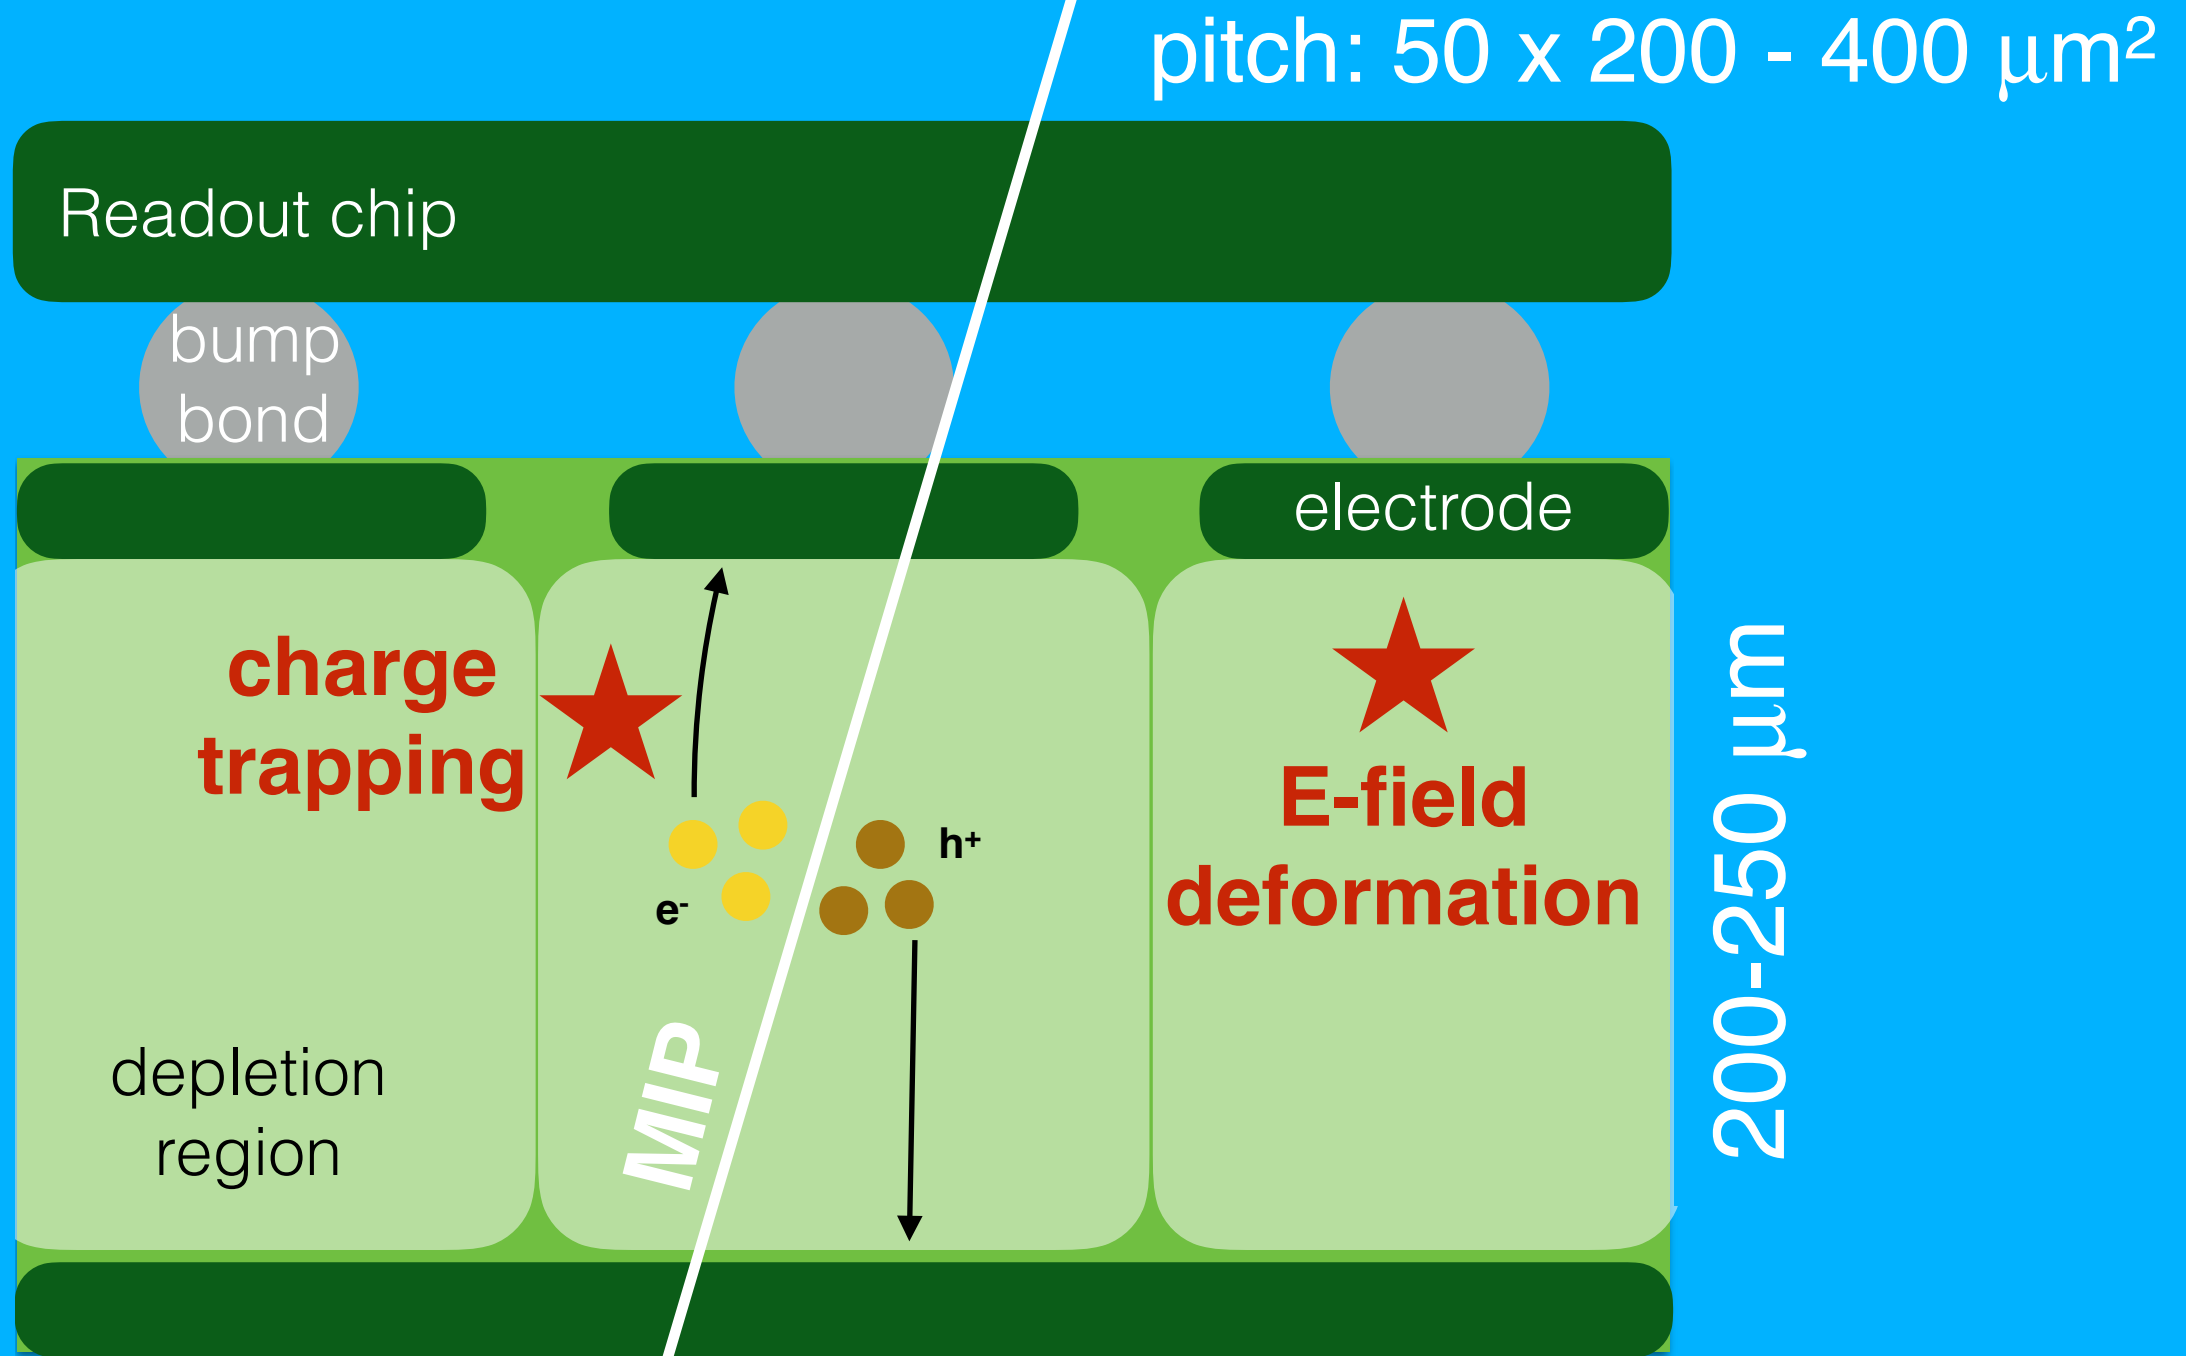 pitch: 50 x 200 - 400 μm²
Readout chip
bump
bond
electrode
charge
trapping
E-field
deformation
h⁺
e⁻
depletion
region
MIP
200-250 μm